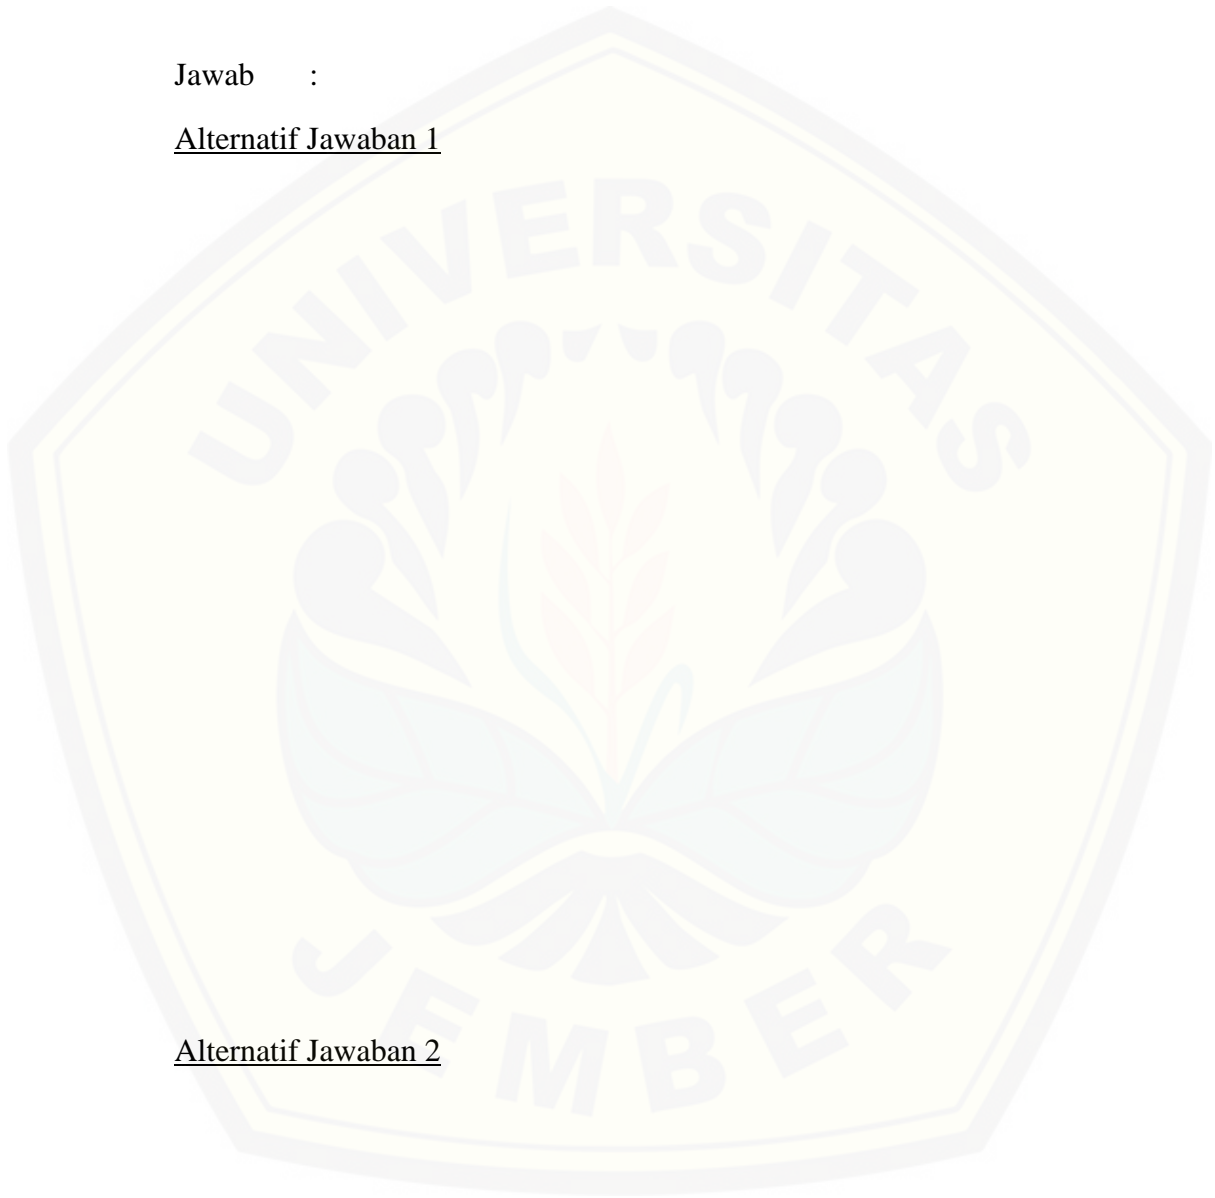 Jawab :
Alternatif Jawaban 1
UNIVERSITAS
JEMBER
Alternatif Jawaban 2